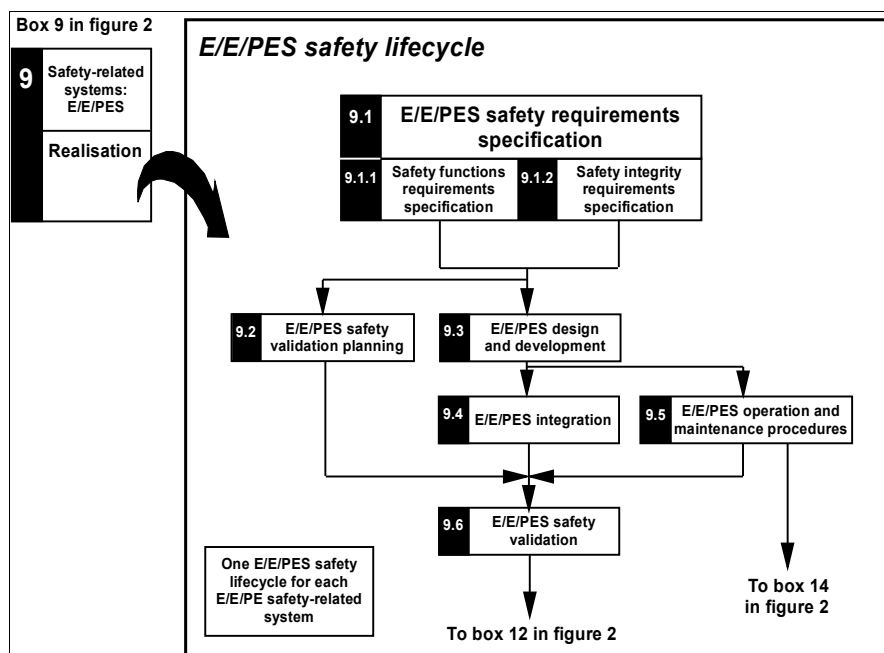 Box 9 in figure 2
9
Safety-related
systems:
E/E/PES
Realisation
E/E/PES safety lifecycle
9.1
E/E/PES safety requirements
specification
9.1.1
Safety functions
requirements
specification
9.1.2
Safety integrity
requirements
specification
9.2
E/E/PES safety
validation planning
9.3
E/E/PES design
and development
9.4
E/E/PES integration
9.5
E/E/PES operation and
maintenance procedures
9.6
E/E/PES safety
validation
One E/E/PES safety
lifecycle for each
E/E/PE safety-related
system
To box 12 in figure 2
To box 14
in figure 2